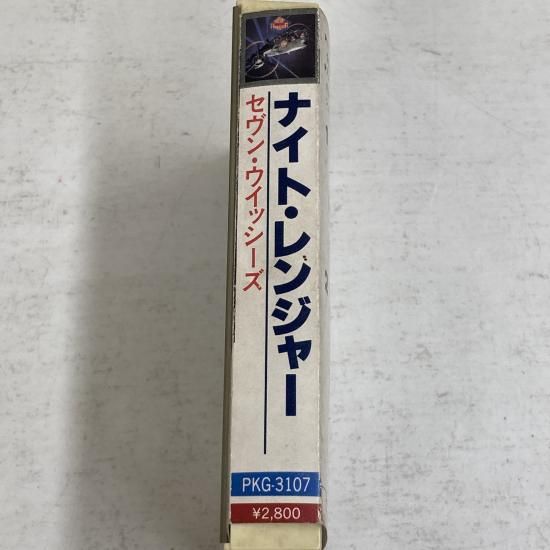 ナイト・レンジャー
セヴン・ウイッシーズ
PKG-3107
¥2,800